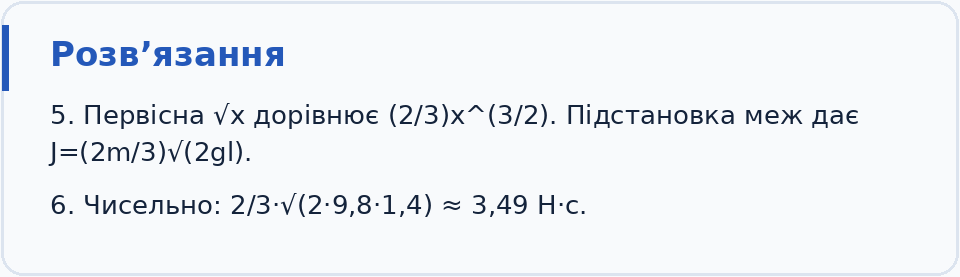 Розв’язання
5. Первісна √x дорівнює (2/3)x^(3/2). Підстановка меж дає
J=(2m/3)√(2gl).
6. Чисельно: 2/3·√(2·9,8·1,4) ≈ 3,49 Н·с.